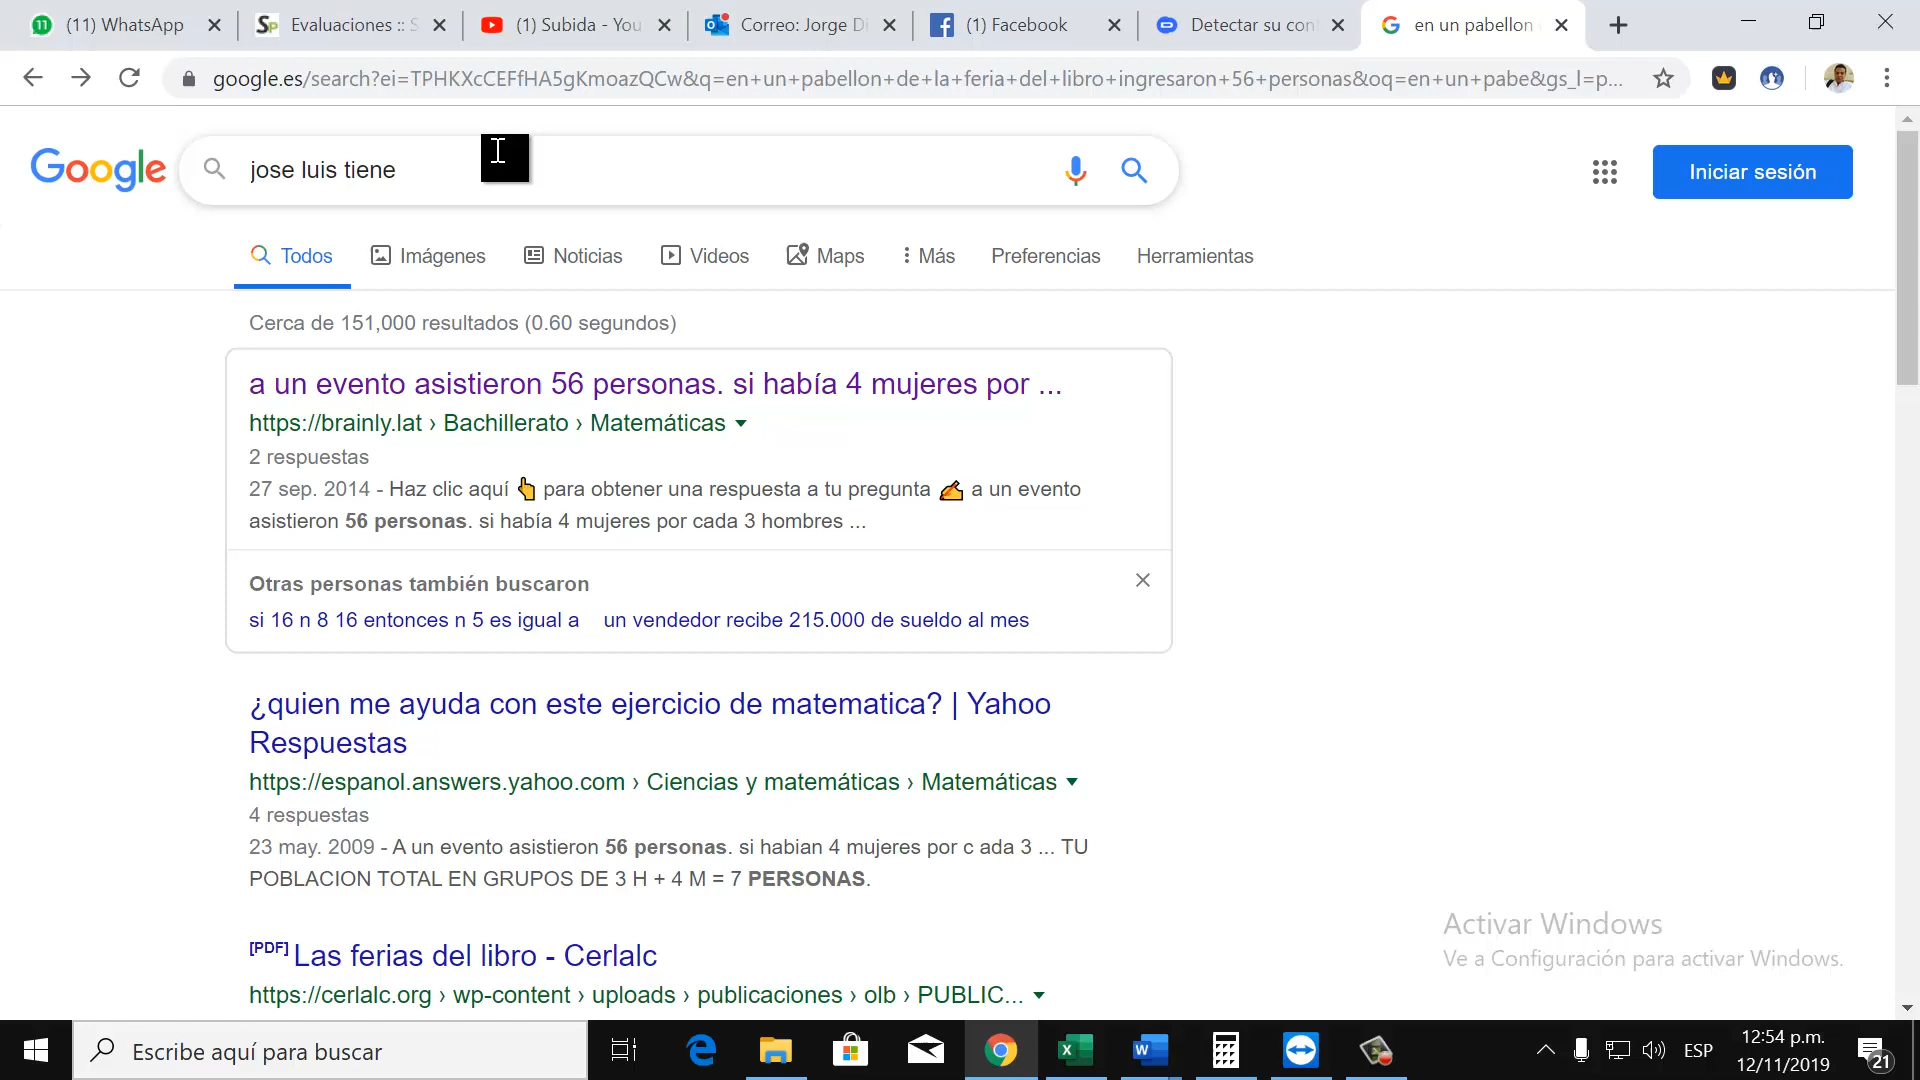 (11) WhatsApp
Evaluaciones :: S
(1) Subida - You
Correo: Jorge Di
(1) Facebook
Detectar su con
en un pabellon
google.es/search?ei=TPHKXcCEFfHA5gKmoazQCw&q=en+un+pabellon+de+la+feria+del+libro+ingresaron+56+personas&oq=en+un+pabe&gs_l=p...
Google
jose luis tiene
Iniciar sesión
Todos
Imágenes
Noticias
Videos
Maps
Más
Preferencias
Herramientas
Cerca de 151,000 resultados (0.60 segundos)
a un evento asistieron 56 personas. si había 4 mujeres por ...
https://brainly.lat › Bachillerato › Matemáticas
2 respuestas
27 sep. 2014 - Haz clic aquí 👆 para obtener una respuesta a tu pregunta ✍ a un evento
asistieron 56 personas. si había 4 mujeres por cada 3 hombres ...
Otras personas también buscaron
si 16 n 8 16 entonces n 5 es igual a
un vendedor recibe 215.000 de sueldo al mes
¿quien me ayuda con este ejercicio de matematica? | Yahoo
Respuestas
https://espanol.answers.yahoo.com › Ciencias y matemáticas › Matemáticas
4 respuestas
23 may. 2009 - A un evento asistieron 56 personas. si habian 4 mujeres por c ada 3 ... TU
POBLACION TOTAL EN GRUPOS DE 3 H + 4 M = 7 PERSONAS.
[PDF] Las ferias del libro - Cerlalc
https://cerlalc.org › wp-content › uploads › publicaciones › olb › PUBLIC...
Activar Windows
Ve a Configuración para activar Windows.
Escribe aquí para buscar
ESP
12:54 p.m.
12/11/2019
21